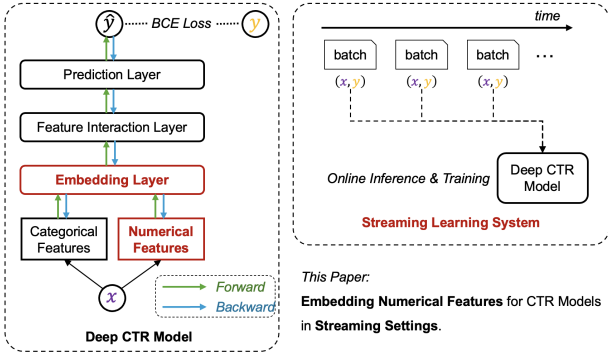 ŷ
BCE Loss
y
Prediction Layer
Feature Interaction Layer
Embedding Layer
Categorical
Features
Numerical
Features
x
Forward
Backward
Deep CTR Model
time
batch
batch
batch
...
(x, y)
(x, y)
(x, y)
Online Inference & Training
Deep CTR
Model
Streaming Learning System
This Paper:
Embedding Numerical Features for CTR Models
in Streaming Settings.